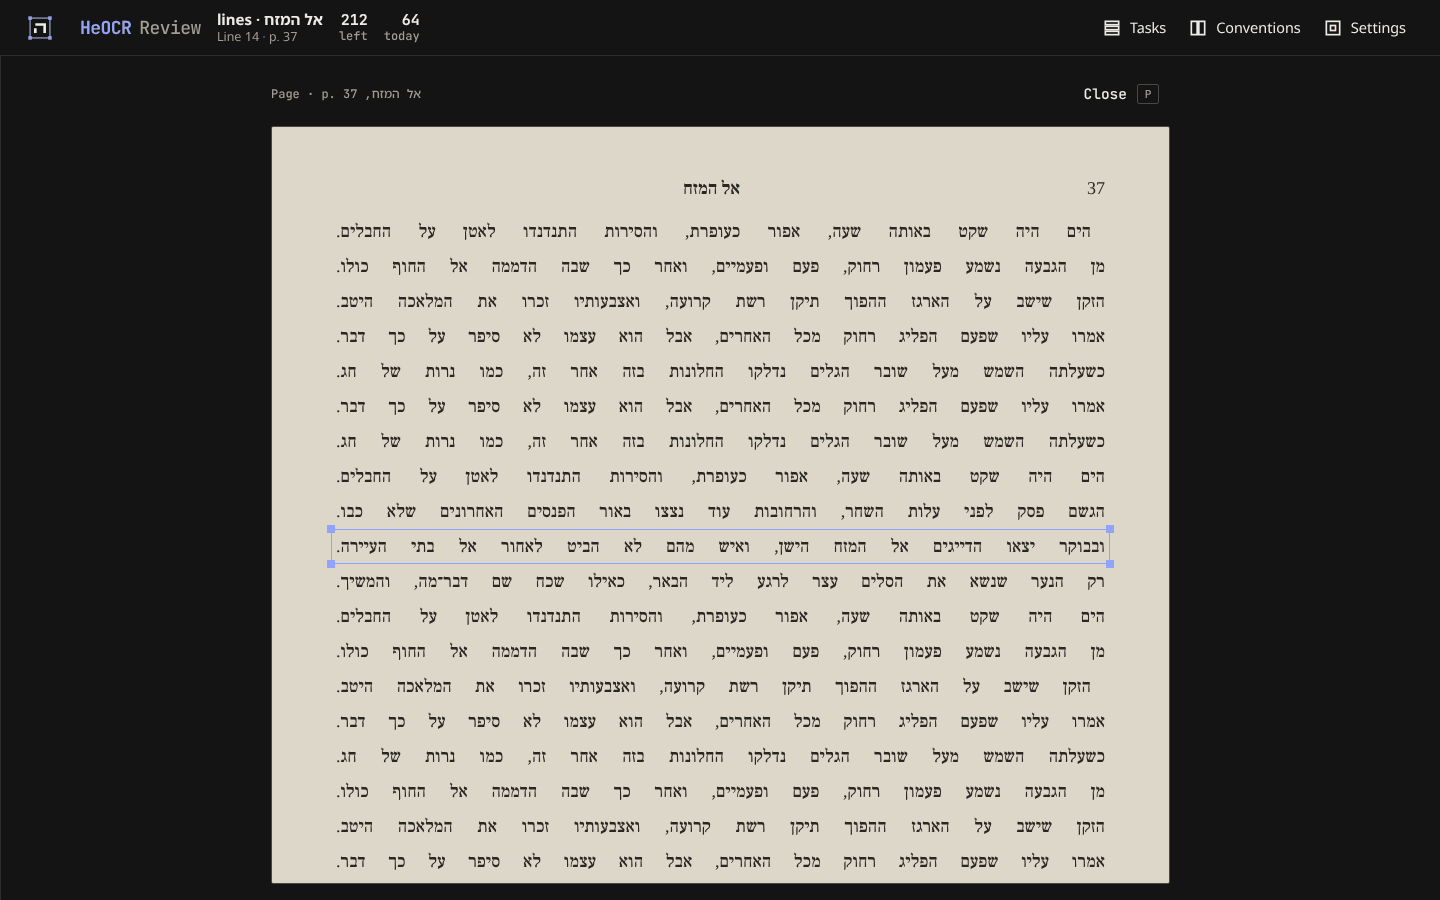 HeOCR Review
אל המזח · lines
Line 14 · p. 37
212 left
64 today
Tasks
Conventions
Settings
Page · p. 37 ,אל המזח
Close P
37
אל המזח
הים היה שקט באותה שעה, אפור כעופרת, והסירות התנדנדו לאטן על החבלים.
מן הגבעה נשמע פעמון רחוק, פעם ופעמיים, ואחר כך שבה הדממה אל החוף כולו.
הזקן שישב על הארגז ההפוך תיקן רשת קרועה, ואצבעותיו זכרו את המלאכה היטב.
אמרו עליו שפעם הפליג רחוק מכל האחרים, אבל הוא עצמו לא סיפר על כך דבר.
כשעלתה השמש מעל שובר הגלים נדלקו החלונות בזה אחר זה, כמו נרות של חג.
אמרו עליו שפעם הפליג רחוק מכל האחרים, אבל הוא עצמו לא סיפר על כך דבר.
כשעלתה השמש מעל שובר הגלים נדלקו החלונות בזה אחר זה, כמו נרות של חג.
הים היה שקט באותה שעה, אפור כעופרת, והסירות התנדנדו לאטן על החבלים.
הגשם פסק לפני עלות השחר, והרחובות עוד נצצו באור הפנסים האחרונים שלא כבו.
ובבוקר יצאו הדייגים אל המזח הישן, ואיש מהם לא הביט לאחור אל בתי העיירה.
רק הנער שנשא את הסלים עצר לרגע ליד הבאר, כאילו שכח שם דבר־מה, והמשיך.
הים היה שקט באותה שעה, אפור כעופרת, והסירות התנדנדו לאטן על החבלים.
מן הגבעה נשמע פעמון רחוק, פעם ופעמיים, ואחר כך שבה הדממה אל החוף כולו.
הזקן שישב על הארגז ההפוך תיקן רשת קרועה, ואצבעותיו זכרו את המלאכה היטב.
אמרו עליו שפעם הפליג רחוק מכל האחרים, אבל הוא עצמו לא סיפר על כך דבר.
כשעלתה השמש מעל שובר הגלים נדלקו החלונות בזה אחר זה, כמו נרות של חג.
מן הגבעה נשמע פעמון רחוק, פעם ופעמיים, ואחר כך שבה הדממה אל החוף כולו.
הזקן שישב על הארגז ההפוך תיקן רשת קרועה, ואצבעותיו זכרו את המלאכה היטב.
אמרו עליו שפעם הפליג רחוק מכל האחרים, אבל הוא עצמו לא סיפר על כך דבר.